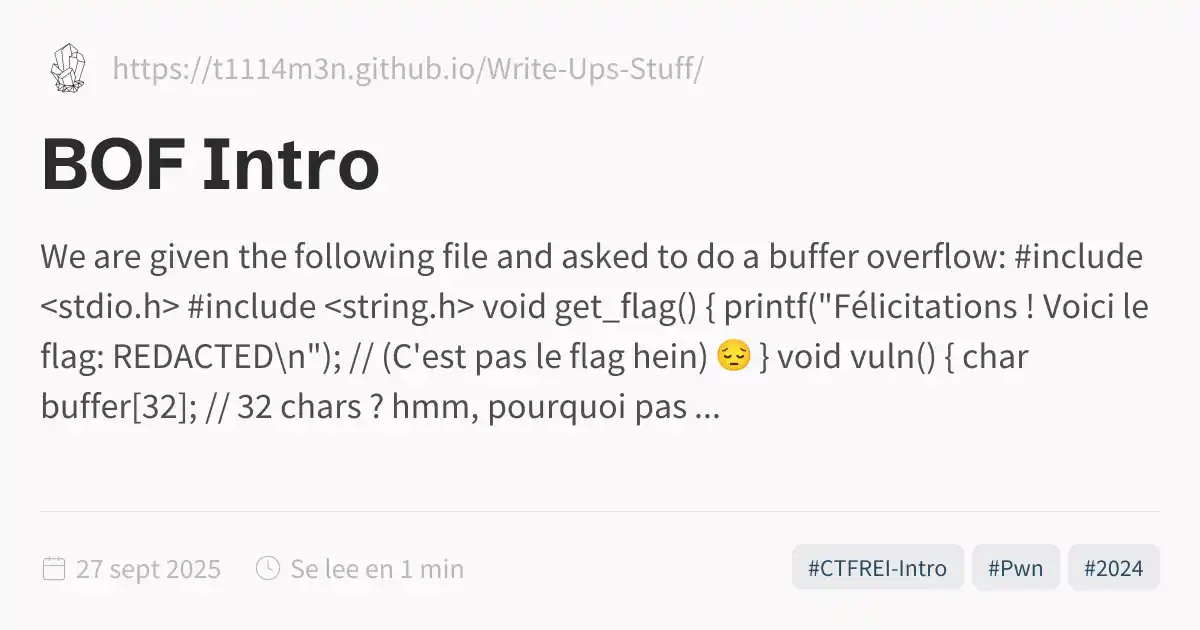 https://t1114m3n.github.io/Write-Ups-Stuff/
BOF Intro
We are given the following file and asked to do a buffer overflow: #include
<stdio.h> #include <string.h> void get_flag() { printf("Félicitations ! Voici le
flag: REDACTED\n"); // (C'est pas le flag hein) 😔 } void vuln() { char
buffer[32]; // 32 chars ? hmm, pourquoi pas ...
27 sept 2025 Se lee en 1 min #CTFREI-Intro #Pwn #2024